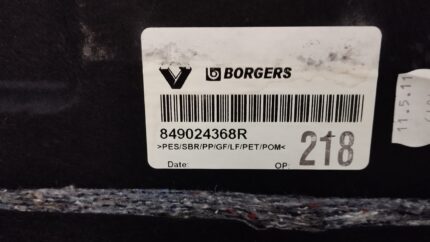 BORGERS
849024368R
>PES/SBR/PP/GF/LF/PET/POM<
Date:
OP:
218
11.5.11